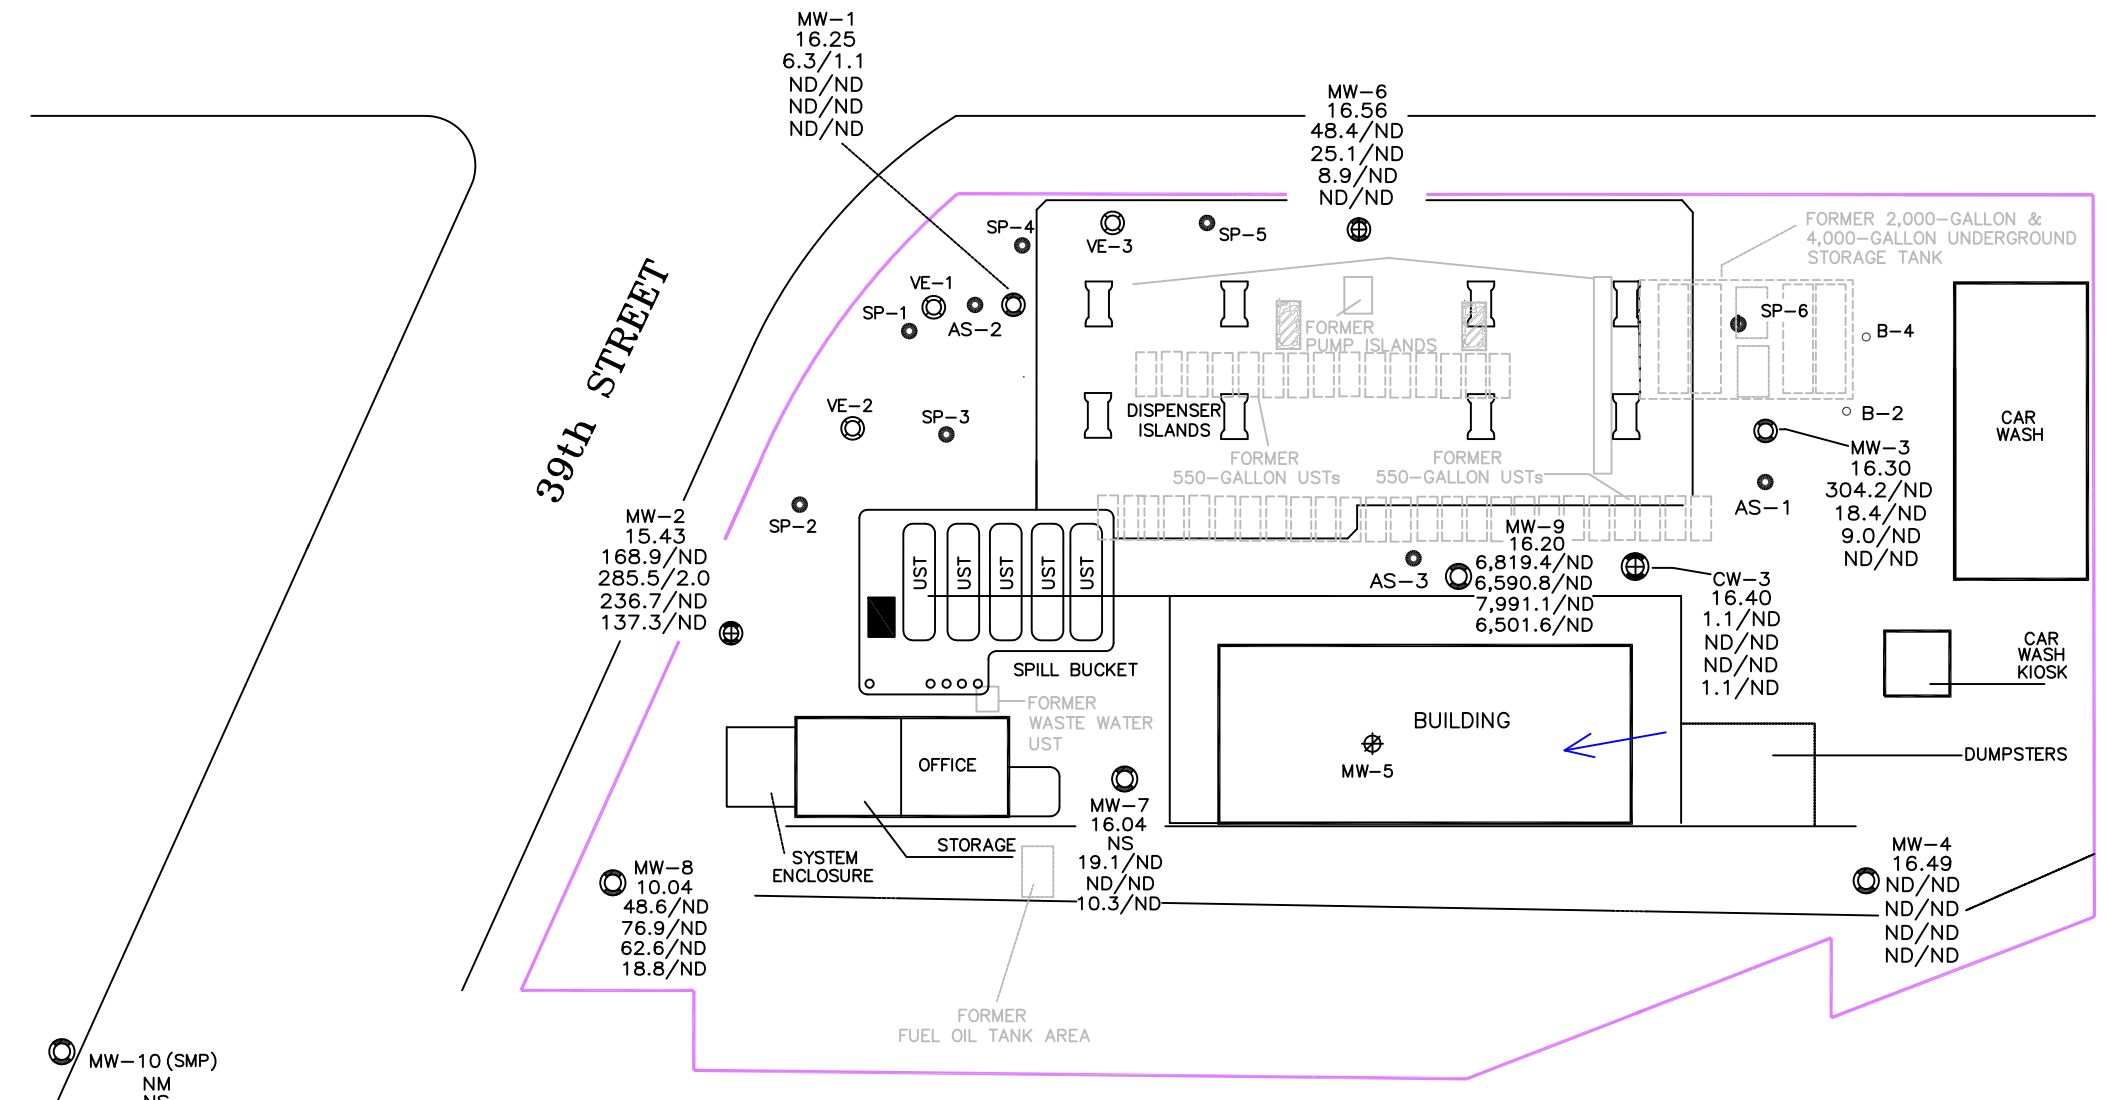 MW-1
16.25
6.3/1.1
ND/ND
ND/ND
ND/ND
MW-6
16.56
48.4/ND
25.1/ND
8.9/ND
ND/ND
SP-4
VE-3
SP-5
FORMER 2,000-GALLON &
4,000-GALLON UNDERGROUND
STORAGE TANK
VE-1
SP-1
AS-2
FORMER
PUMP ISLANDS
SP-6
B-4
39th STREET
VE-2
SP-3
DISPENSER
ISLANDS
B-2
CAR
WASH
FORMER
550-GALLON USTs
FORMER
550-GALLON USTs
MW-3
16.30
304.2/ND
18.4/ND
9.0/ND
ND/ND
AS-1
SP-2
MW-2
15.43
168.9/ND
285.5/2.0
236.7/ND
137.3/ND
UST
UST
UST
UST
UST
AS-3
MW-9
16.20
6,819.4/ND
6,590.8/ND
7,991.1/ND
6,501.6/ND
CW-3
16.40
1.1/ND
ND/ND
ND/ND
1.1/ND
SPILL BUCKET
CAR
WASH
KIOSK
FORMER
WASTE WATER
UST
BUILDING
MW-5
OFFICE
DUMPSTERS
MW-7
16.04
NS
19.1/ND
ND/ND
10.3/ND
STORAGE
SYSTEM
ENCLOSURE
MW-4
16.49
ND/ND
ND/ND
ND/ND
ND/ND
MW-8
10.04
48.6/ND
76.9/ND
62.6/ND
18.8/ND
FORMER
FUEL OIL TANK AREA
MW-10 (SMP)
NM
NS